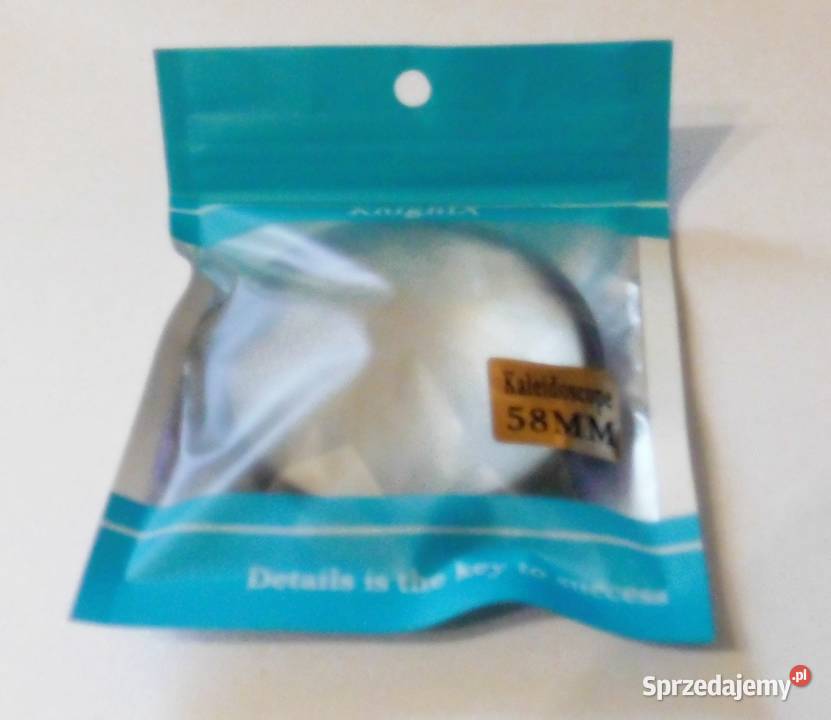 KnightX
Kaleidoscope
58MM
Details is the key to success
Sprzedajemy.pl